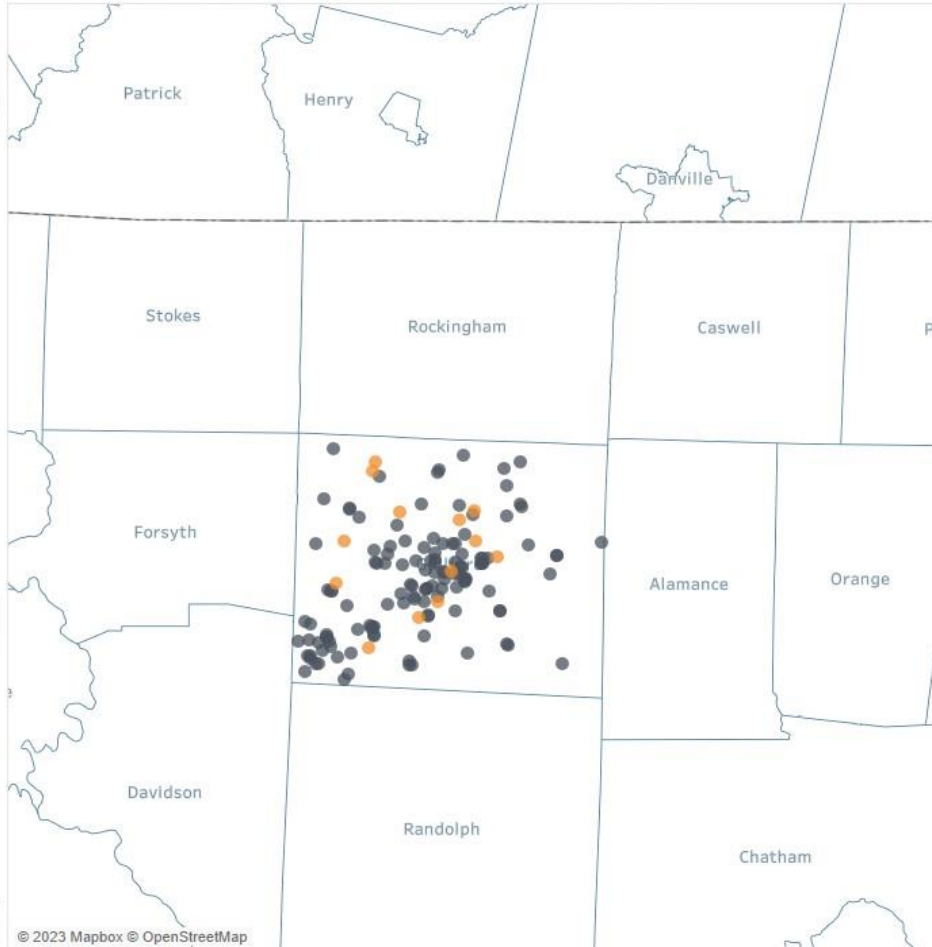 Patrick
Henry
Danville
Stokes
Rockingham
Caswell
P
Forsyth
Alamance
Orange
Davidson
Randolph
Chatham
© 2023 Mapbox © OpenStreetMap